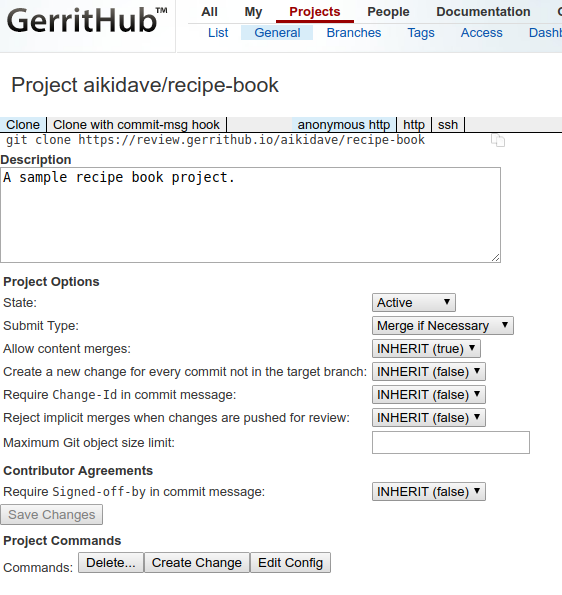 GerritHub™
All My Projects People Documentation
List General Branches Tags Access Dash
Project aikidave/recipe-book
Clone Clone with commit-msg hook anonymous http http ssh
git clone https://review.gerrithub.io/aikidave/recipe-book
Description
A sample recipe book project.
Project Options
State: Active
Submit Type: Merge if Necessary
Allow content merges: INHERIT (true)
Create a new change for every commit not in the target branch: INHERIT (false)
Require Change-Id in commit message: INHERIT (false)
Reject implicit merges when changes are pushed for review: INHERIT (false)
Maximum Git object size limit:
Contributor Agreements
Require Signed-off-by in commit message: INHERIT (false)
Save Changes
Project Commands
Commands: Delete... Create Change Edit Config